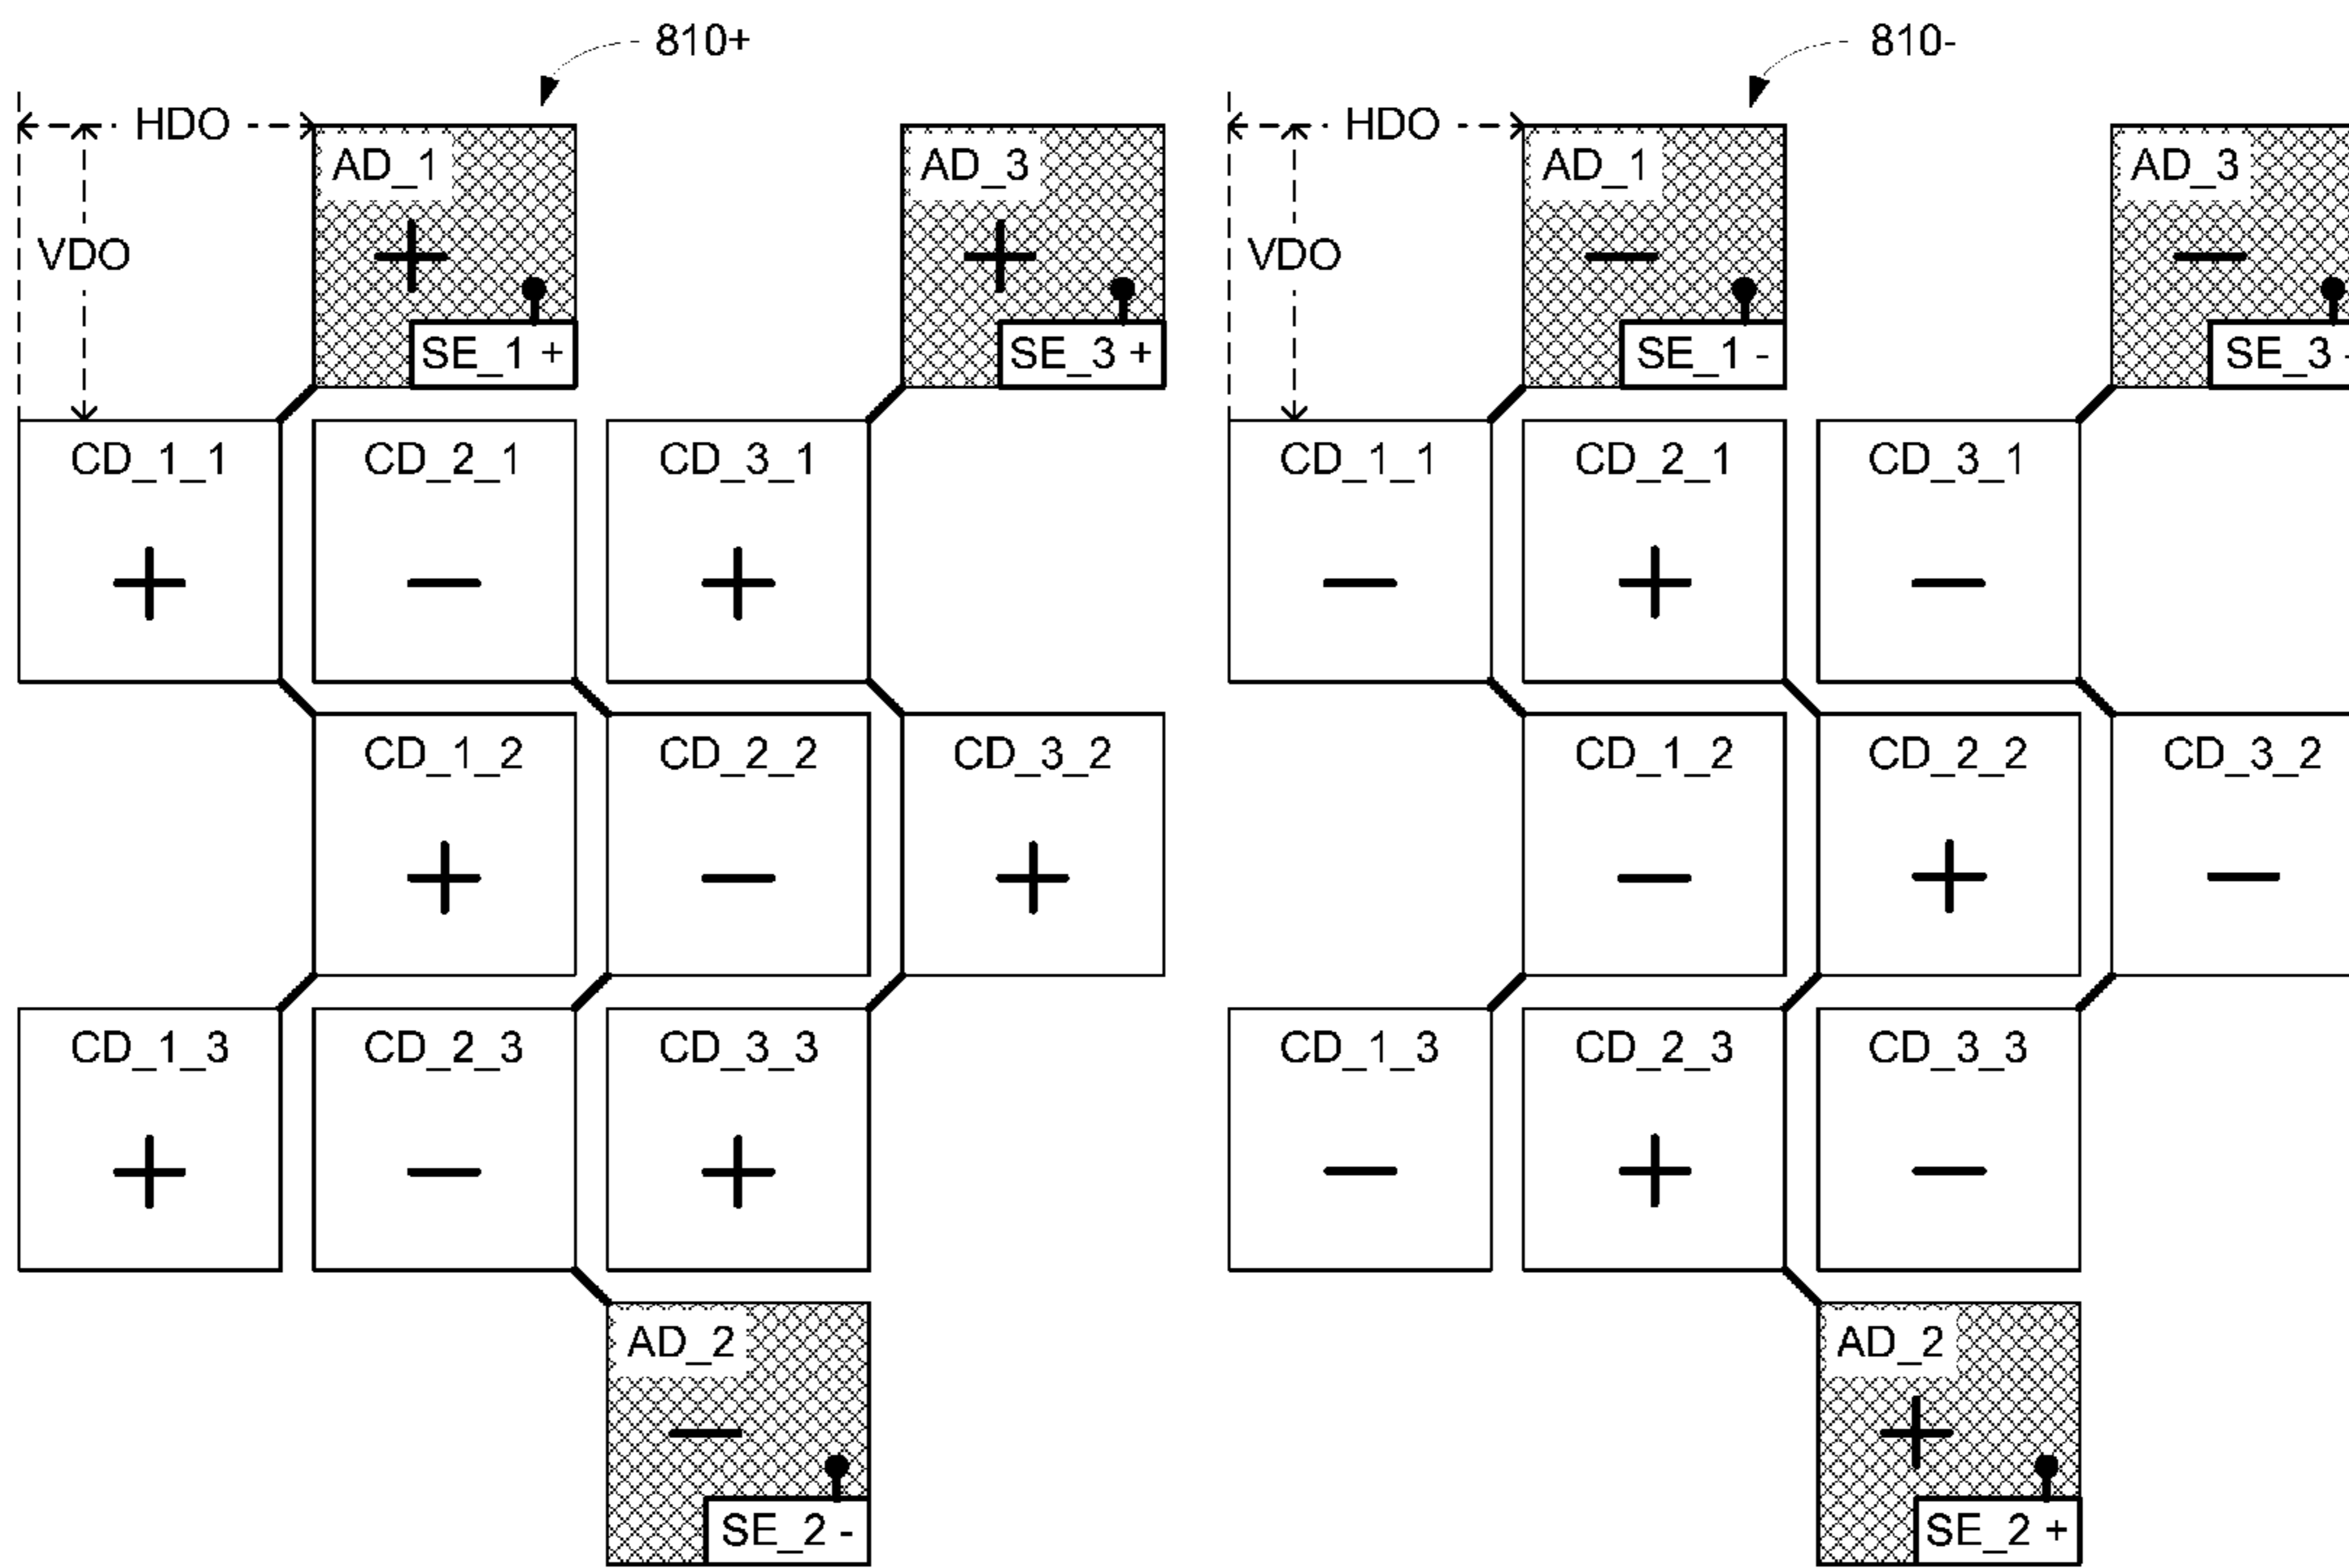 810+
810-
HDO
HDO
AD_1
AD_3
AD_1
AD_3
+
+
-
-
VDO
VDO
SE_1 +
SE_3 +
SE_1 -
SE_3 -
CD_1_1
CD_2_1
CD_3_1
CD_1_1
CD_2_1
CD_3_1
+
-
+
-
+
-
CD_1_2
CD_2_2
CD_3_2
CD_1_2
CD_2_2
CD_3_2
+
-
+
-
+
-
CD_1_3
CD_2_3
CD_3_3
CD_1_3
CD_2_3
CD_3_3
+
-
+
-
+
-
AD_2
AD_2
-
+
SE_2 -
SE_2 +